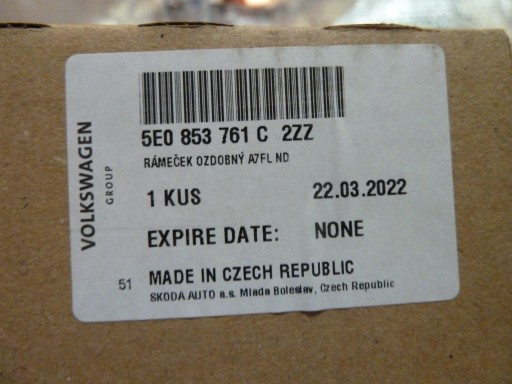 5E0 853 761 C 2ZZ
RÁMEČEK OZDOBNÝ A7FL ND
1 KUS 22.03.2022
EXPIRE DATE: NONE
51 MADE IN CZECH REPUBLIC
SKODA AUTO a.s. Mlada Boleslav, Czech Republic
VOLKSWAGEN
GROUP